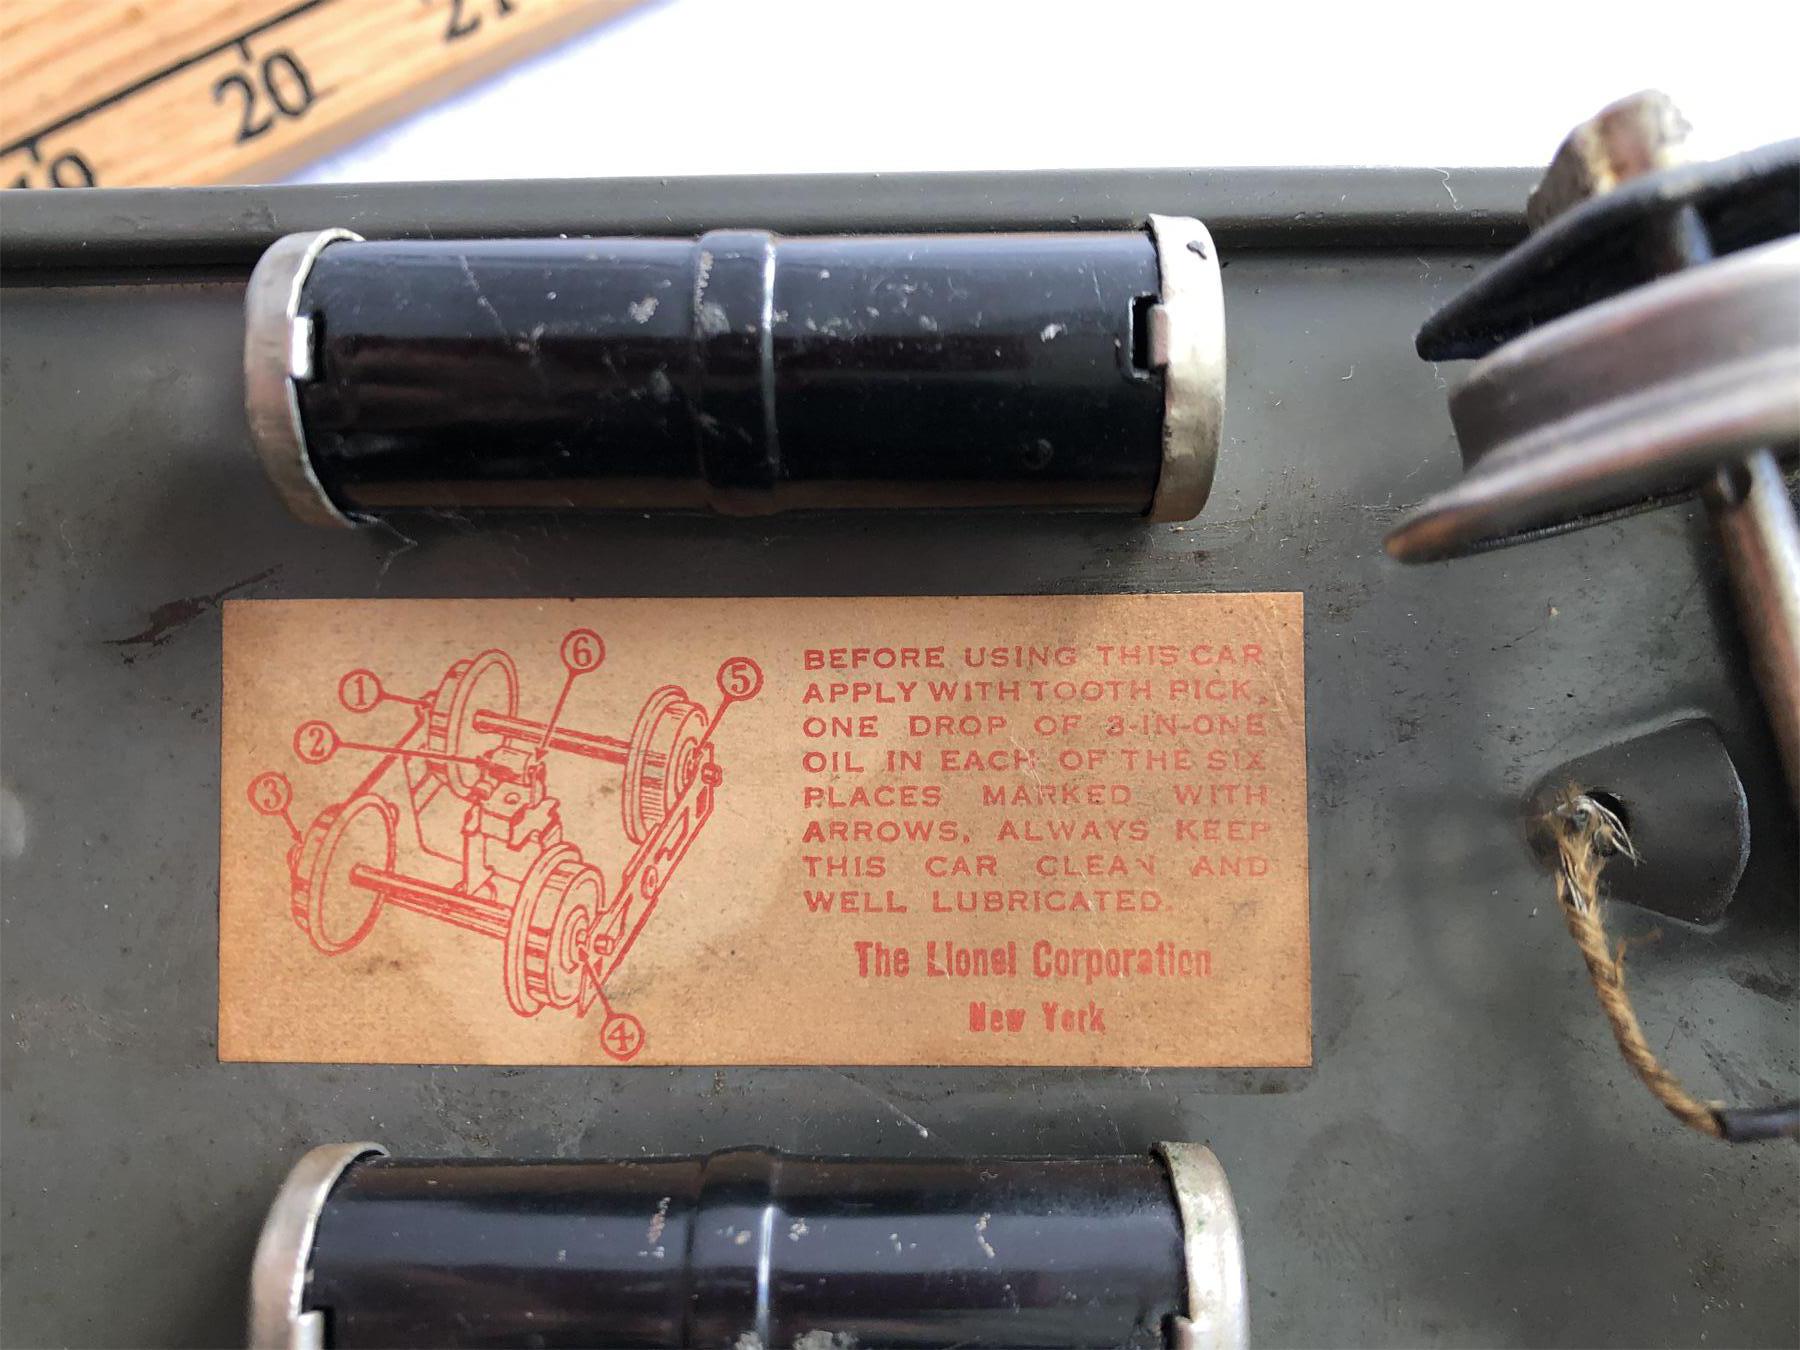 19
20
21
1
2
3
6
5
4
BEFORE USING THIS CAR
APPLY WITH TOOTH PICK,
ONE DROP OF 3-IN-ONE
OIL IN EACH OF THE SIX
PLACES MARKED WITH
ARROWS, ALWAYS KEEP
THIS CAR CLEAN AND
WELL LUBRICATED.
The Lionel Corporation
New York